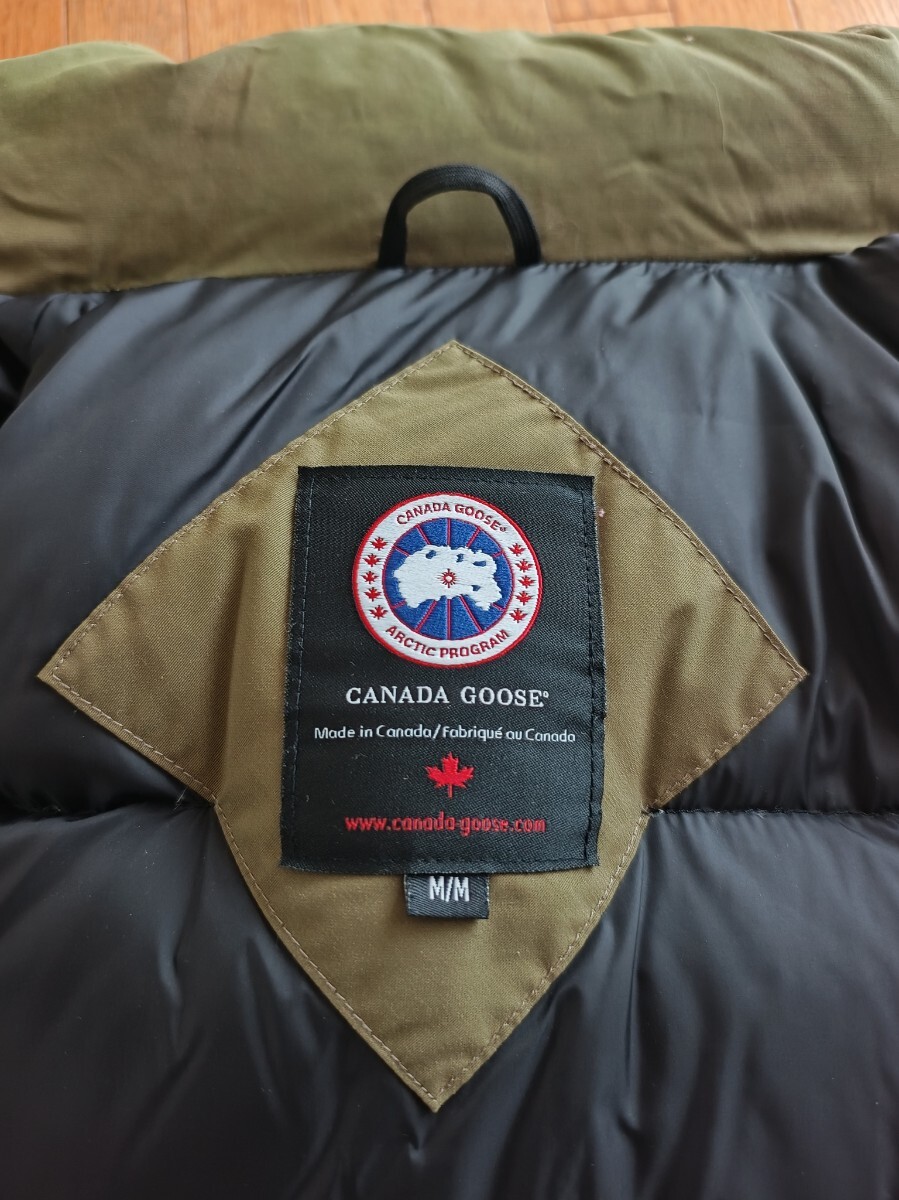 CANADA GOOSE®
ARCTIC PROGRAM
CANADA GOOSE®
Made in Canada/Fabriqué au Canada
www.canada-goose.com
M/M